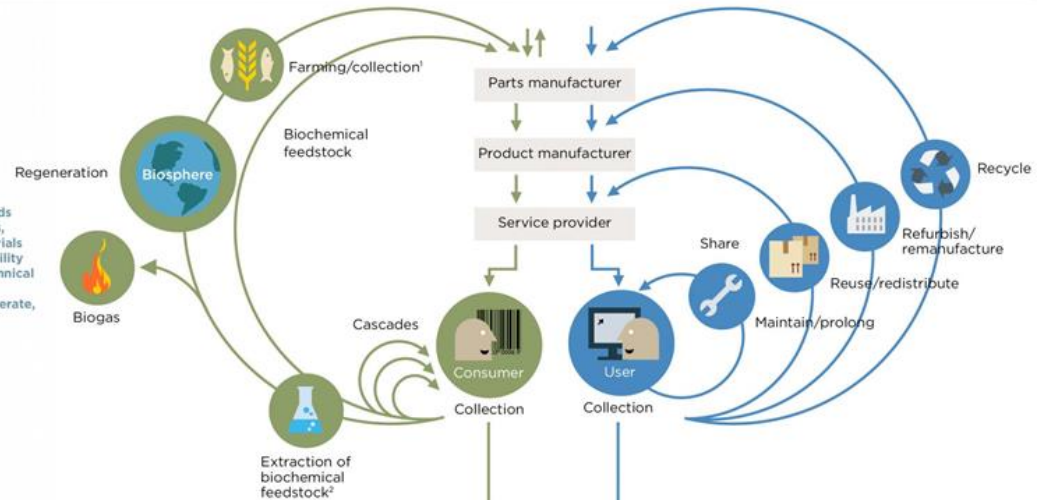 Farming/collection¹
Parts manufacturer
Biochemical
feedstock
Product manufacturer
Regeneration
Biosphere
Recycle
Service provider
Refurbish/
remanufacture
Share
Reuse/redistribute
Biogas
Cascades
Maintain/prolong
Consumer
User
Collection
Collection
Extraction of
biochemical
feedstock²